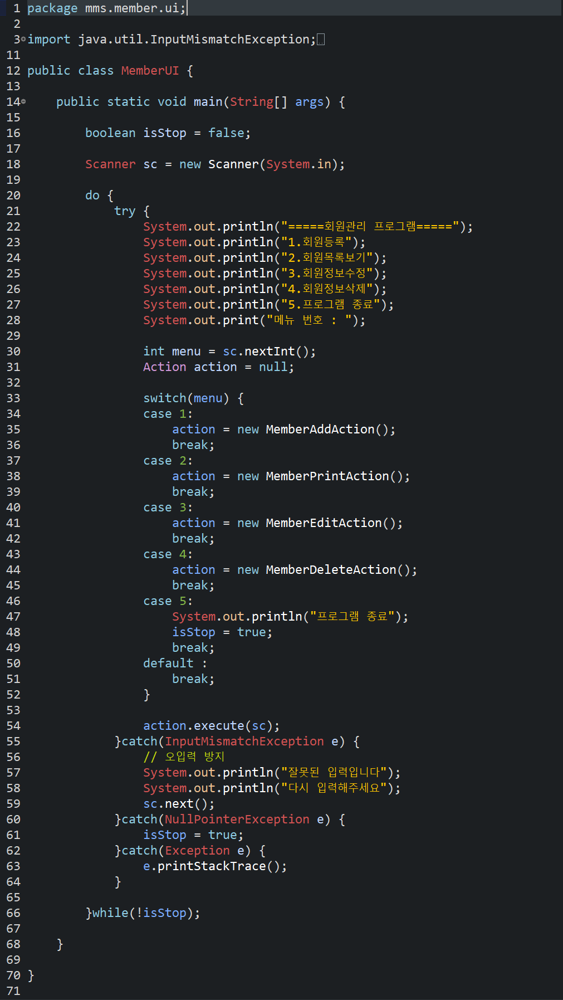 1 package mms.member.ui;
2
3 import java.util.InputMismatchException;
11
12 public class MemberUI {
13
14     public static void main(String[] args) {
15
16         boolean isStop = false;
17
18         Scanner sc = new Scanner(System.in);
19
20         do {
21             try {
22                 System.out.println("=====회원관리 프로그램=====");
23                 System.out.println("1.회원등록");
24                 System.out.println("2.회원목록보기");
25                 System.out.println("3.회원정보수정");
26                 System.out.println("4.회원정보삭제");
27                 System.out.println("5.프로그램 종료");
28                 System.out.print("메뉴 번호 : ");
29
30                 int menu = sc.nextInt();
31                 Action action = null;
32
33                 switch(menu) {
34                 case 1:
35                     action = new MemberAddAction();
36                     break;
37                 case 2:
38                     action = new MemberPrintAction();
39                     break;
40                 case 3:
41                     action = new MemberEditAction();
42                     break;
43                 case 4:
44                     action = new MemberDeleteAction();
45                     break;
46                 case 5:
47                     System.out.println("프로그램 종료");
48                     isStop = true;
49                     break;
50                 default :
51                     break;
52                 }
53
54                 action.execute(sc);
55             }catch(InputMismatchException e) {
56                 // 오입력 방지
57                 System.out.println("잘못된 입력입니다");
58                 System.out.println("다시 입력해주세요");
59                 sc.next();
60             }catch(NullPointerException e) {
61                 isStop = true;
62             }catch(Exception e) {
63                 e.printStackTrace();
64             }
65
66         }while(!isStop);
67
68     }
69
70 }
71